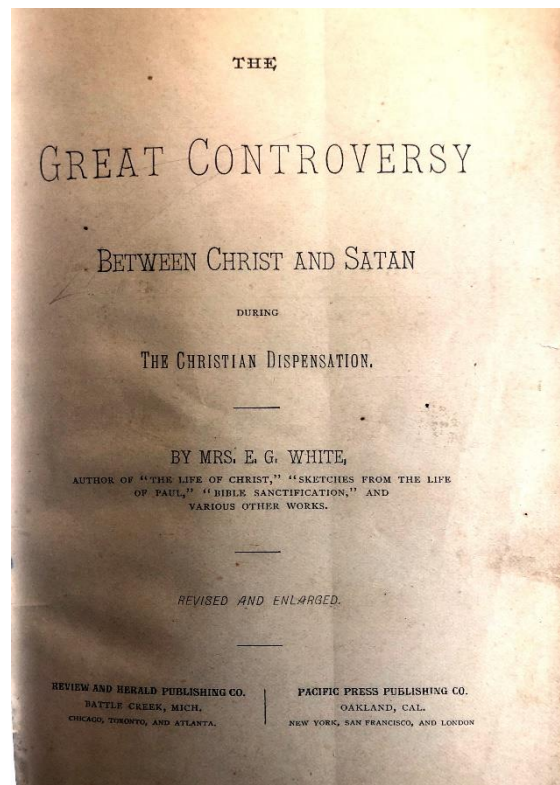 THE
GREAT CONTROVERSY
BETWEEN CHRIST AND SATAN
DURING
THE CHRISTIAN DISPENSATION.
BY MRS. E. G. WHITE,
AUTHOR OF "THE LIFE OF CHRIST," "SKETCHES FROM THE LIFE
OF PAUL," "BIBLE SANCTIFICATION," AND
VARIOUS OTHER WORKS.
REVISED AND ENLARGED.
REVIEW AND HERALD PUBLISHING CO.
BATTLE CREEK, MICH.
CHICAGO, TORONTO, AND ATLANTA.
PACIFIC PRESS PUBLISHING CO.
OAKLAND, CAL.
NEW YORK, SAN FRANCISCO, AND LONDON